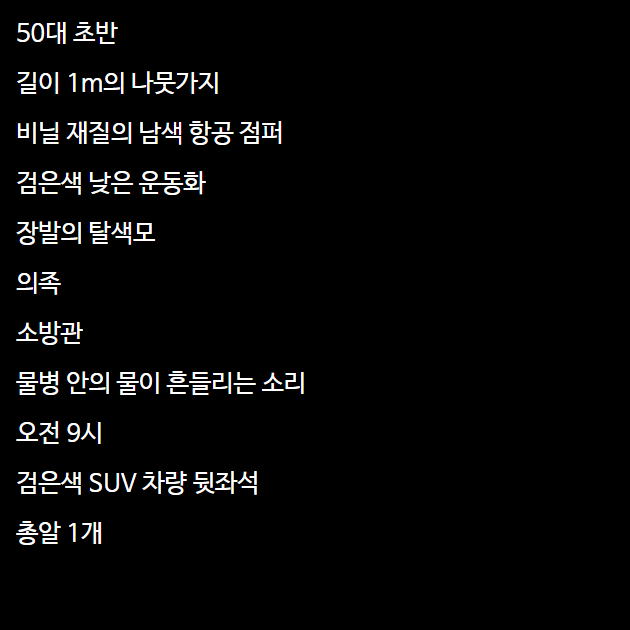 50대 초반
길이 1m의 나뭇가지
비닐 재질의 남색 항공 점퍼
검은색 낮은 운동화
장발의 탈색모
의족
소방관
물병 안의 물이 흔들리는 소리
오전 9시
검은색 SUV 차량 뒷좌석
총알 1개